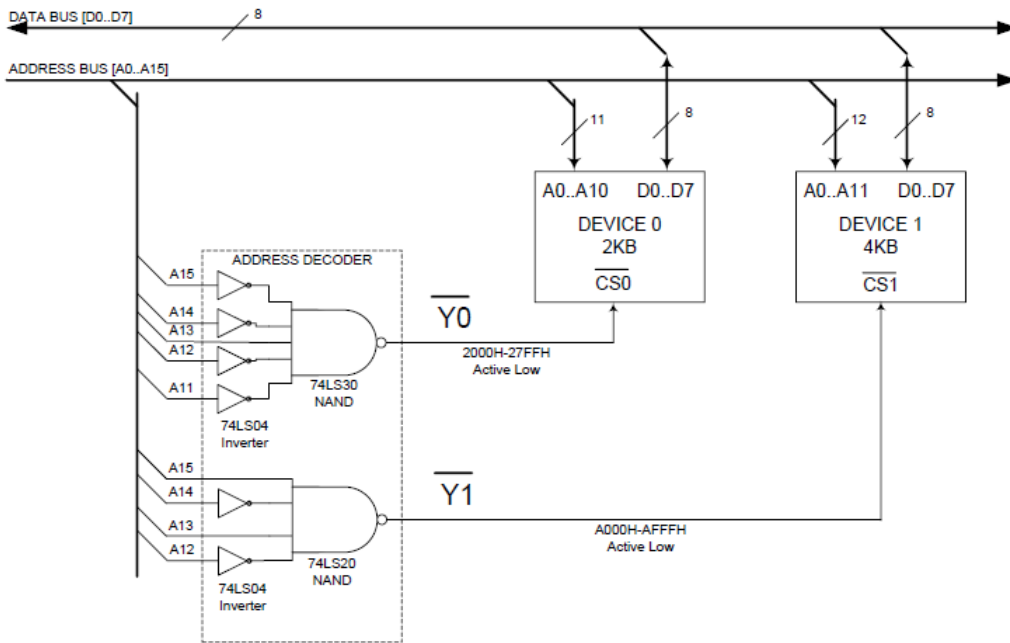 DATA BUS [D0..D7]
8
ADDRESS BUS [A0..A15]
11
8
12
8
A0..A10 D0..D7
DEVICE 0
2KB
CS0
A0..A11 D0..D7
DEVICE 1
4KB
CS1
ADDRESS DECODER
A15
A14
A13
A12
A11
74LS04
Inverter
74LS30
NAND
Y0
2000H-27FFH
Active Low
A15
A14
A13
A12
74LS04
Inverter
74LS20
NAND
Y1
A000H-AFFFH
Active Low